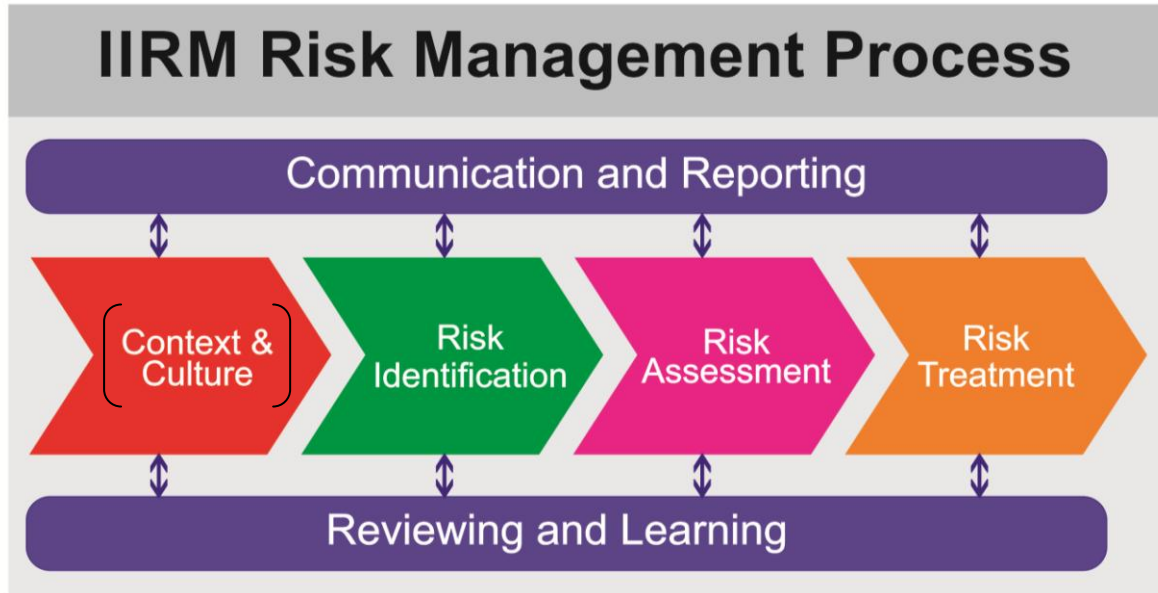 IIRM Risk Management Process
Communication and Reporting
Context &
Culture
Risk
Identification
Risk
Assessment
Risk
Treatment
Reviewing and Learning